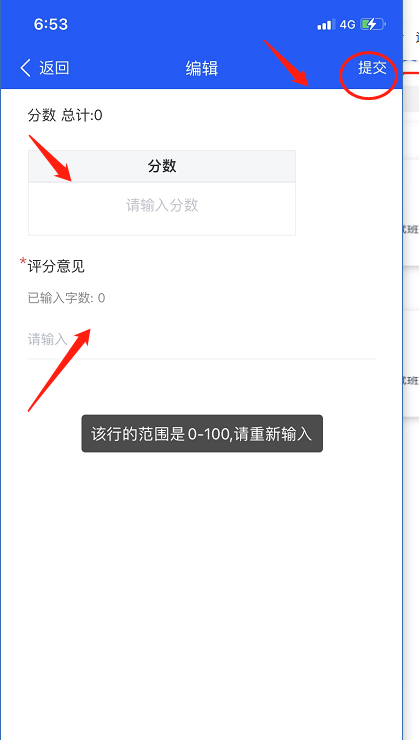 6:53 4G
返回 编辑 提交
分数 总计:0
分数
请输入分数
*评分意见
已输入字数: 0
请输入
该行的范围是0-100,请重新输入
班
班